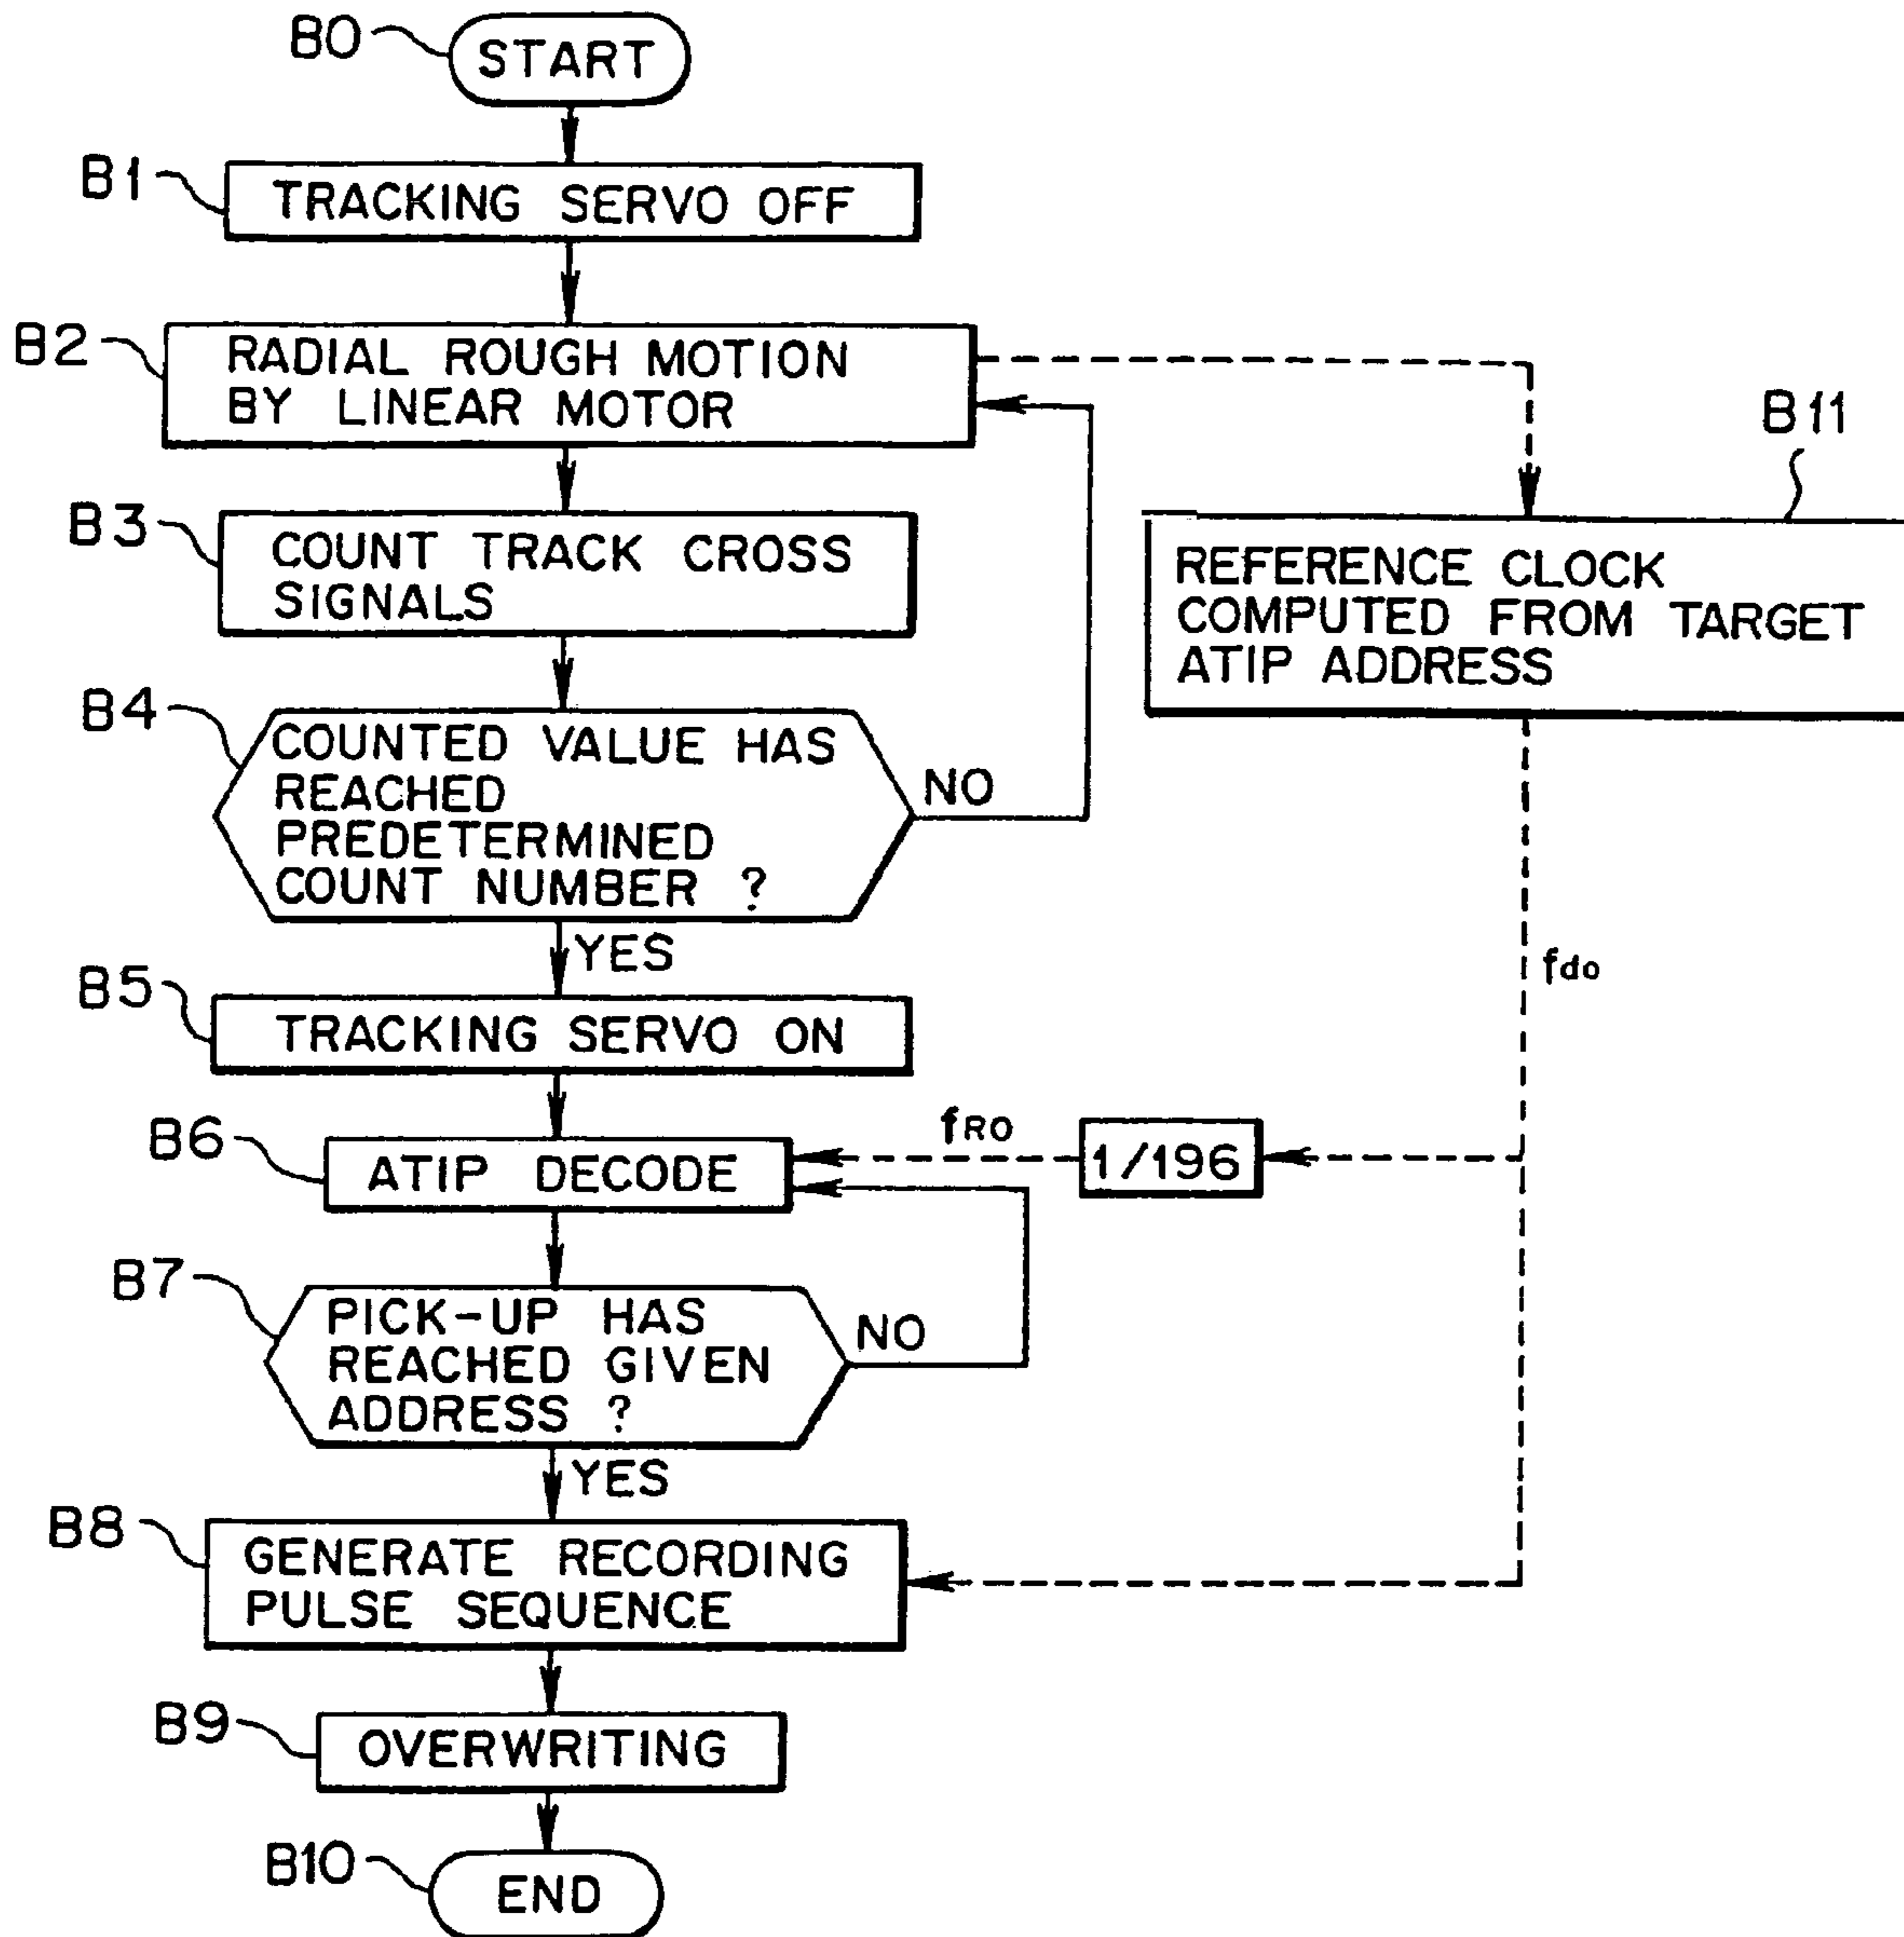 B0
START
B1
TRACKING SERVO OFF
B2
RADIAL ROUGH MOTION
BY LINEAR MOTOR
B11
REFERENCE CLOCK
COMPUTED FROM TARGET
ATIP ADDRESS
B3
COUNT TRACK CROSS
SIGNALS
B4
COUNTED VALUE HAS
REACHED
PREDETERMINED
COUNT NUMBER ?
NO
YES
fdo
B5
TRACKING SERVO ON
B6
ATIP DECODE
fRO
1/196
B7
PICK-UP HAS
REACHED GIVEN
ADDRESS ?
NO
YES
B8
GENERATE RECORDING
PULSE SEQUENCE
B9
OVERWRITING
B10
END